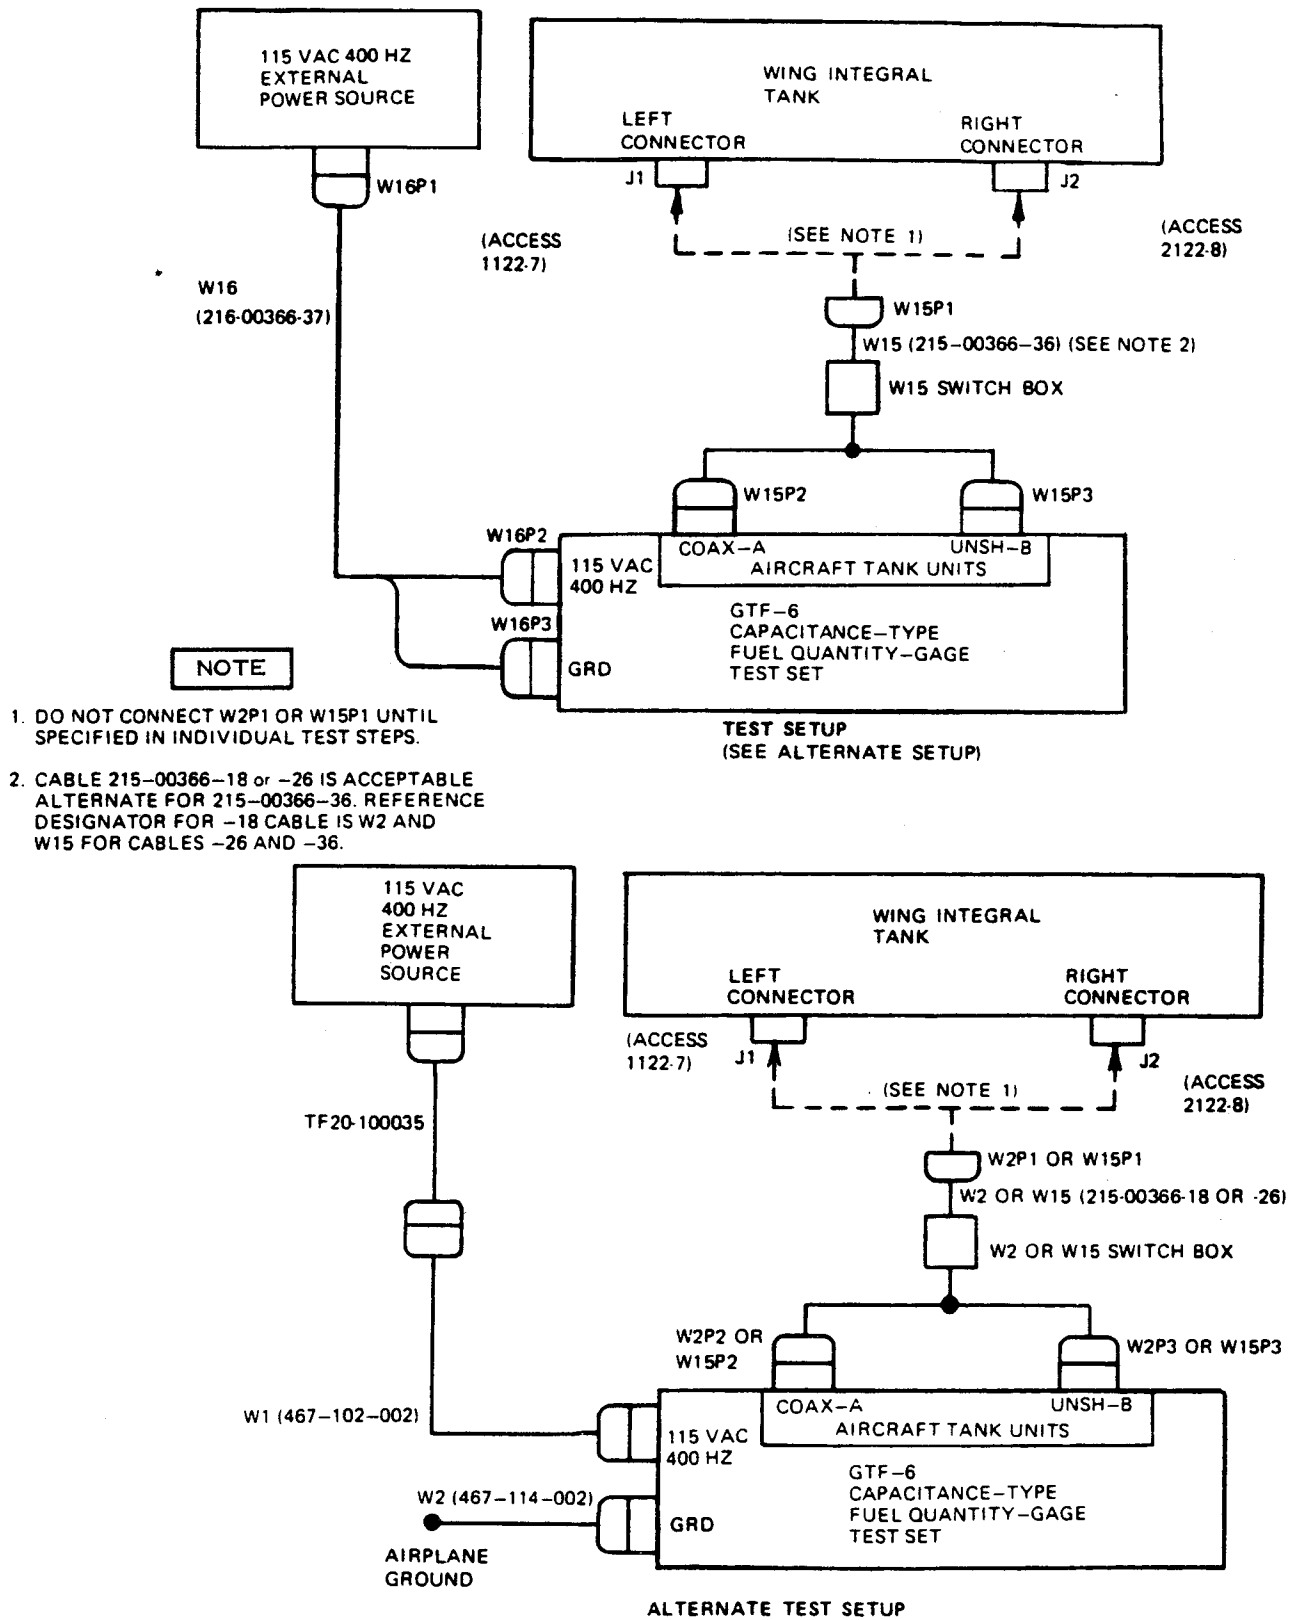 115 VAC 400 HZ
EXTERNAL
POWER SOURCE
W16P1
WING INTEGRAL
TANK
LEFT
CONNECTOR
RIGHT
CONNECTOR
J1
J2
(ACCESS
1122-7)
(SEE NOTE 1)
(ACCESS
2122-8)
W16
(216-00366-37)
W15P1
W15 (215-00366-36) (SEE NOTE 2)
W15 SWITCH BOX
W15P2
W15P3
W16P2
COAX-A
UNSH-B
AIRCRAFT TANK UNITS
115 VAC
400 HZ
W16P3
GRD
GTF-6
CAPACITANCE-TYPE
FUEL QUANTITY-GAGE
TEST SET
TEST SETUP
(SEE ALTERNATE SETUP)
NOTE
1. DO NOT CONNECT W2P1 OR W15P1 UNTIL
SPECIFIED IN INDIVIDUAL TEST STEPS.
2. CABLE 215-00366-18 or -26 IS ACCEPTABLE
ALTERNATE FOR 215-00366-36. REFERENCE
DESIGNATOR FOR -18 CABLE IS W2 AND
W15 FOR CABLES -26 AND -36.
115 VAC
400 HZ
EXTERNAL
POWER
SOURCE
WING INTEGRAL
TANK
LEFT
CONNECTOR
RIGHT
CONNECTOR
(ACCESS
1122-7)
J1
J2
(SEE NOTE 1)
(ACCESS
2122-8)
TF20-100035
W2P1 OR W15P1
W2 OR W15 (215-00366-18 OR -26)
W2 OR W15 SWITCH BOX
W2P2 OR
W15P2
W2P3 OR W15P3
W1 (467-102-002)
COAX-A
UNSH-B
AIRCRAFT TANK UNITS
115 VAC
400 HZ
W2 (467-114-002)
GRD
GTF-6
CAPACITANCE-TYPE
FUEL QUANTITY-GAGE
TEST SET
AIRPLANE
GROUND
ALTERNATE TEST SETUP